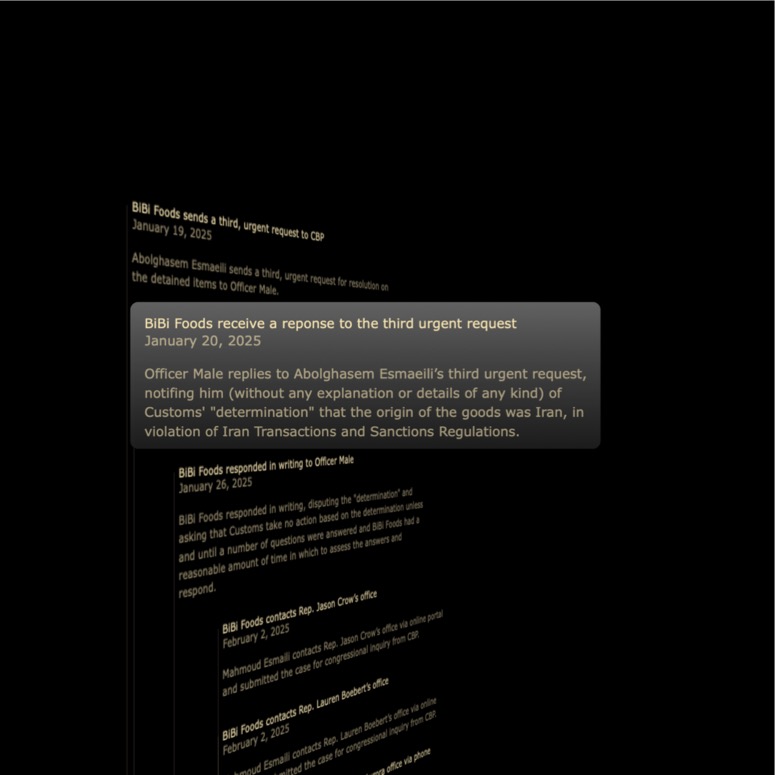 BiBi Foods sends a third, urgent request to CBP
January 19, 2025
Abolghasem Esmaeili sends a third, urgent request for resolution on
the detained items to Officer Male.
BiBi Foods receive a reponse to the third urgent request
January 20, 2025
Officer Male replies to Abolghasem Esmaeili’s third urgent request,
notifing him (without any explanation or details of any kind) of
Customs' "determination" that the origin of the goods was Iran, in
violation of Iran Transactions and Sanctions Regulations.
BiBi Foods responded in writing to Officer Male
January 26, 2025
BiBi Foods responded in writing, disputing the "determination" and
asking that Customs take no action based on the determination unless
and until a number of questions were answered and BiBi Foods had a
reasonable amount of time in which to assess the answers and
respond.
BiBi Foods contacts Rep. Jason Crow’s office
February 2, 2025
Mahmoud Esmaili contacts Rep. Jason Crow’s office via online portal
and submitted the case for congressional inquiry from CBP.
BiBi Foods contacts Rep. Lauren Boebert’s office
February 2, 2025
Esmaili contacts Rep. Lauren Boebert’s office via online
the case for congressional inquiry from CBP.
office via phone